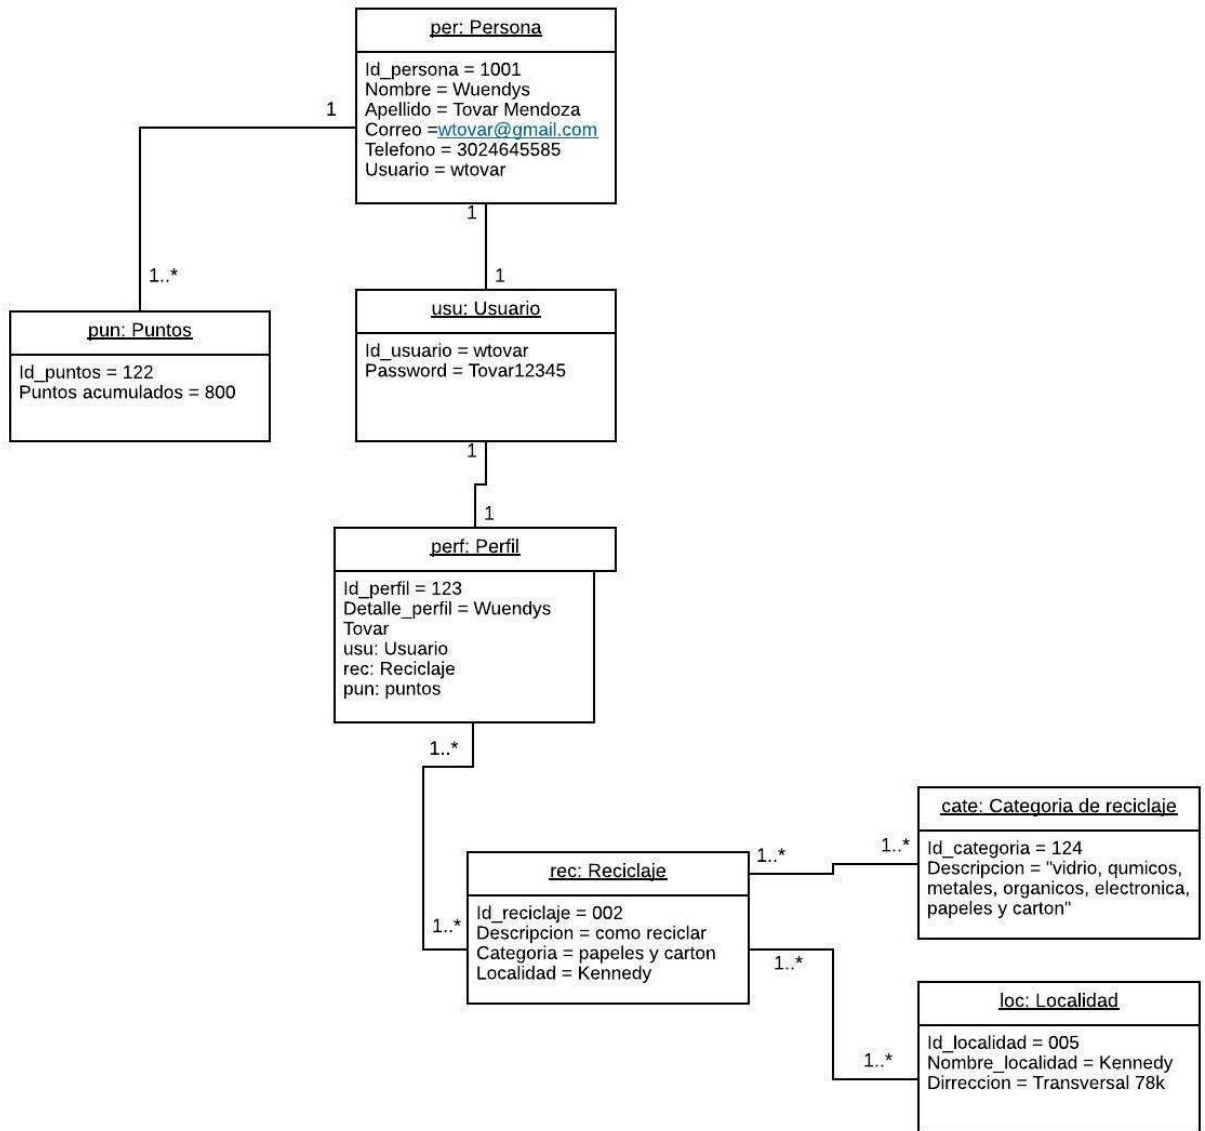 per: Persona
Id_persona = 1001
Nombre = Wuendys
Apellido = Tovar Mendoza
Correo =wtovar@gmail.com
Telefono = 3024645585
Usuario = wtovar
1
1
1..*
1
pun: Puntos
Id_puntos = 122
Puntos acumulados = 800
usu: Usuario
Id_usuario = wtovar
Password = Tovar12345
1
1
perf: Perfil
Id_perfil = 123
Detalle_perfil = Wuendys
Tovar
usu: Usuario
rec: Reciclaje
pun: puntos
1..*
1..*
rec: Reciclaje
Id_reciclaje = 002
Descripcion = como reciclar
Categoria = papeles y carton
Localidad = Kennedy
1..*
1..*
cate: Categoria de reciclaje
Id_categoria = 124
Descripcion = "vidrio, qumicos,
metales, organicos, electronica,
papeles y carton"
1..*
1..*
loc: Localidad
Id_localidad = 005
Nombre_localidad = Kennedy
Dirreccion = Transversal 78k